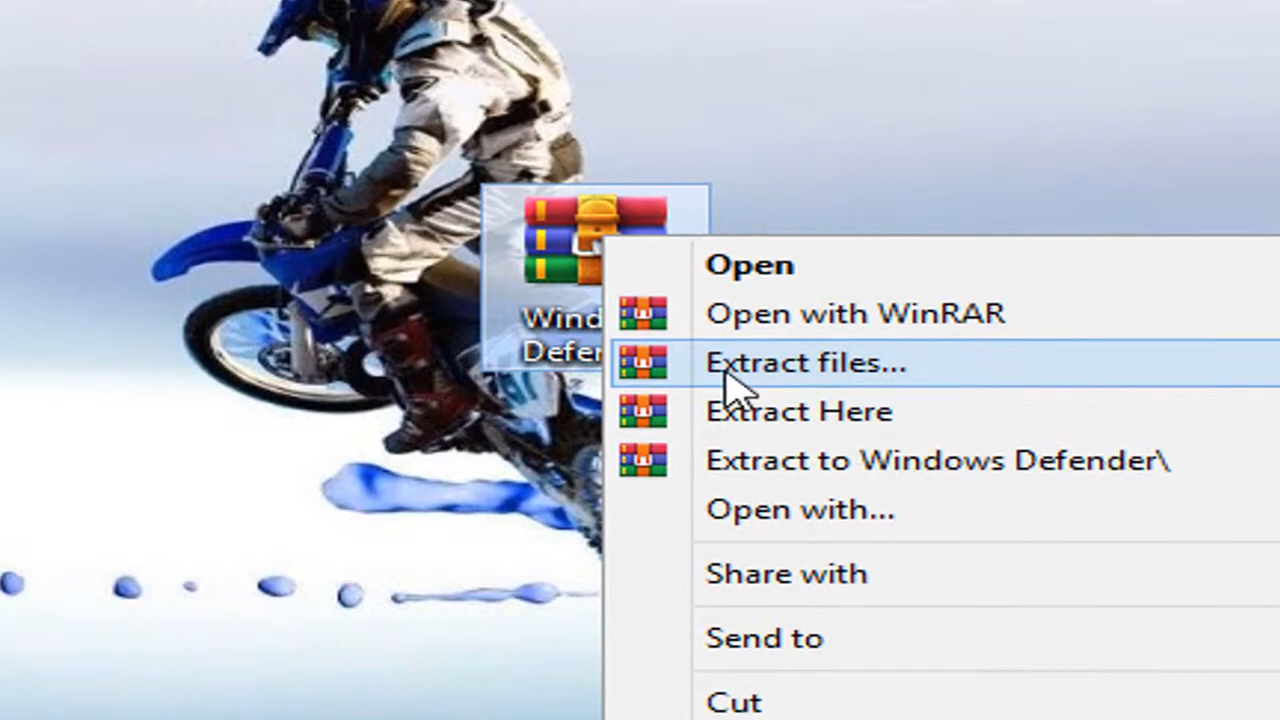 Open
Open with WinRAR
Extract files...
Extract Here
Extract to Windows Defender\
Open with...
Share with
Send to
Cut